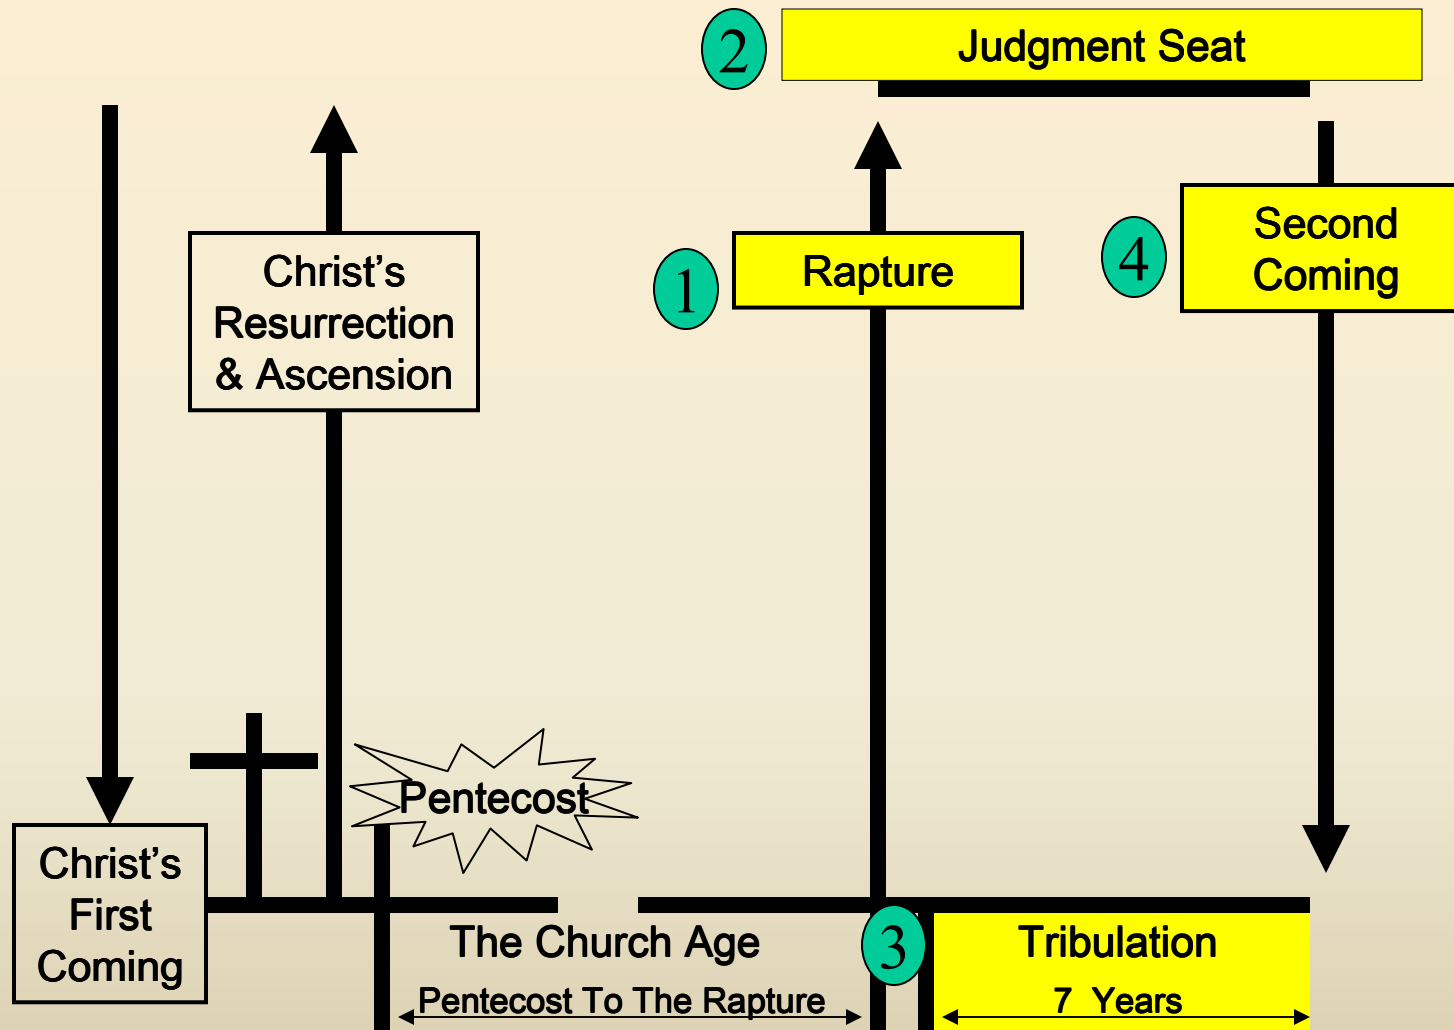 2
Judgment Seat
Christ’s
Resurrection
& Ascension
1
Rapture
4
Second
Coming
Pentecost
Christ’s
First
Coming
The Church Age
Pentecost To The Rapture
3
Tribulation
7 Years